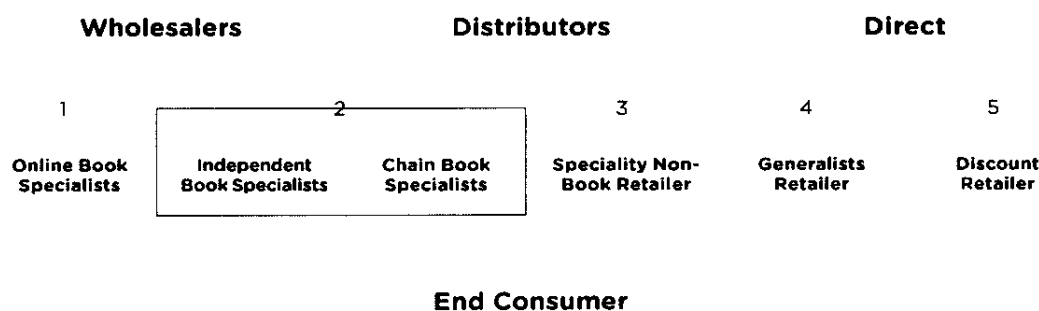 Wholesalers Distributors Direct
1 2 3 4 5
Online Book Specialists
Independent Book Specialists
Chain Book Specialists
Speciality Non-Book Retailer
Generalists Retailer
Discount Retailer
End Consumer